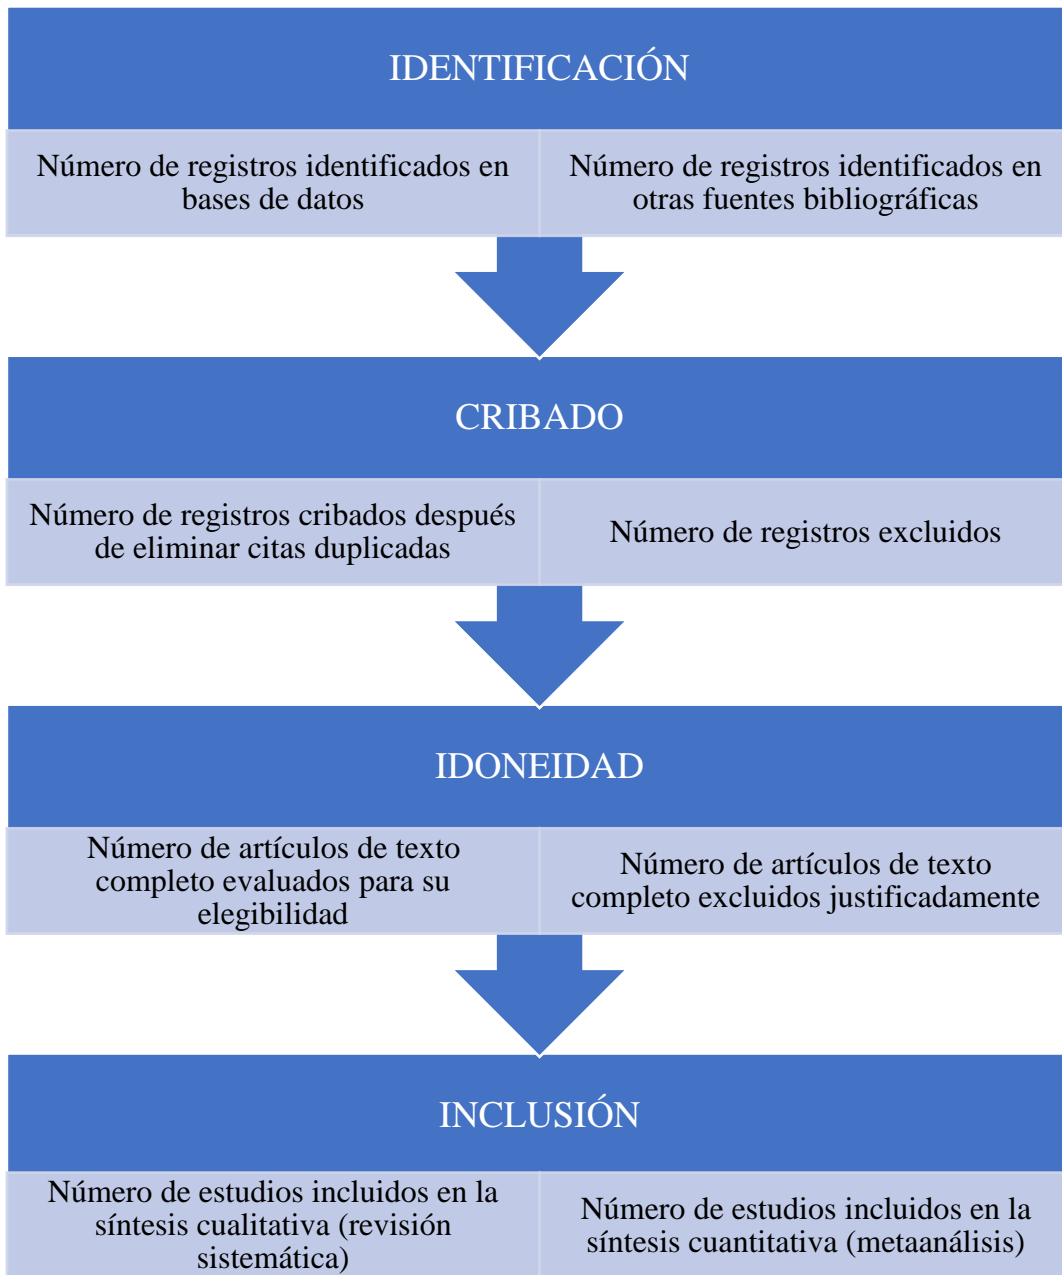 IDENTIFICACIÓN
Número de registros identificados en
bases de datos
Número de registros identificados en
otras fuentes bibliográficas
CRIBADO
Número de registros cribados después
de eliminar citas duplicadas
Número de registros excluidos
IDONEIDAD
Número de artículos de texto
completo evaluados para su
elegibilidad
Número de artículos de texto
completo excluidos justificadamente
INCLUSIÓN
Número de estudios incluidos en la
síntesis cualitativa (revisión
sistemática)
Número de estudios incluidos en la
síntesis cuantitativa (metaanálisis)